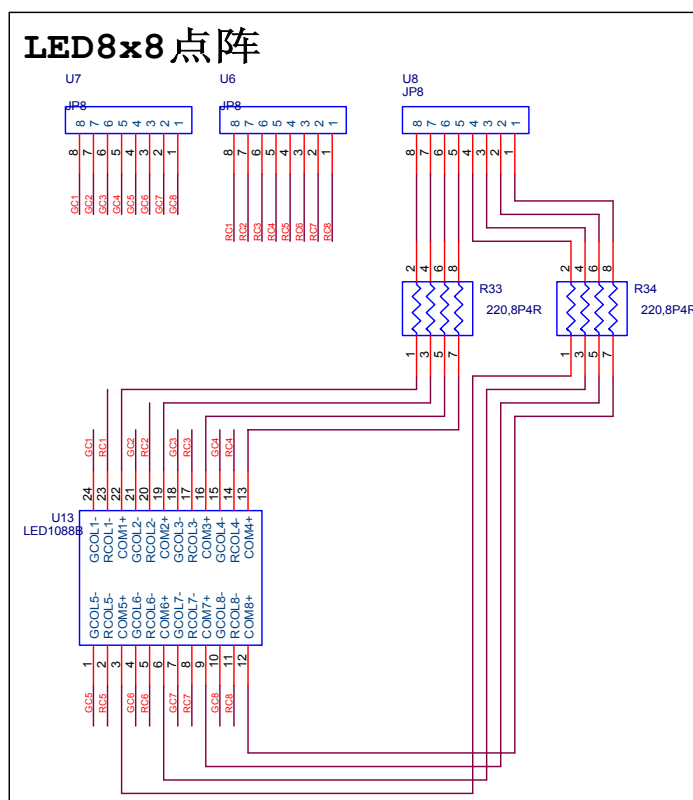 LED8x8点阵
U7 U6 U8
JP8 JP8 JP8
8 7 6 5 4 3 2 1 8 7 6 5 4 3 2 1 8 7 6 5 4 3 2 1
8 7 6 5 4 3 2 1 8 7 6 5 4 3 2 1 8 7 6 5 4 3 2 1
GC1 GC2 GC3 GC4 GC5 GC6 GC7 GC8
RC1 RC2 RC3 RC4 RC5 RC6 RC7 RC8
2 4 6 8 2 4 6 8
R33 R34
220,8P4R 220,8P4R
1 3 5 7 1 3 5 7
GC1 RC1 GC2 RC2 GC3 RC3 GC4 RC4
24 23 22 21 20 19 18 17 16 15 14 13
U13
LED1088B
GCOL1- RCOL1- COM1+ GCOL2- RCOL2- COM2+ GCOL3- RCOL3- COM3+ GCOL4- RCOL4- COM4+
GCOL5- RCOL5- COM5+ GCOL6- RCOL6- COM6+ GCOL7- RCOL7- COM7+ GCOL8- RCOL8- COM8+
1 2 3 4 5 6 7 8 9 10 11 12
GC5 RC5 GC6 RC6 GC7 RC7 GC8 RC8